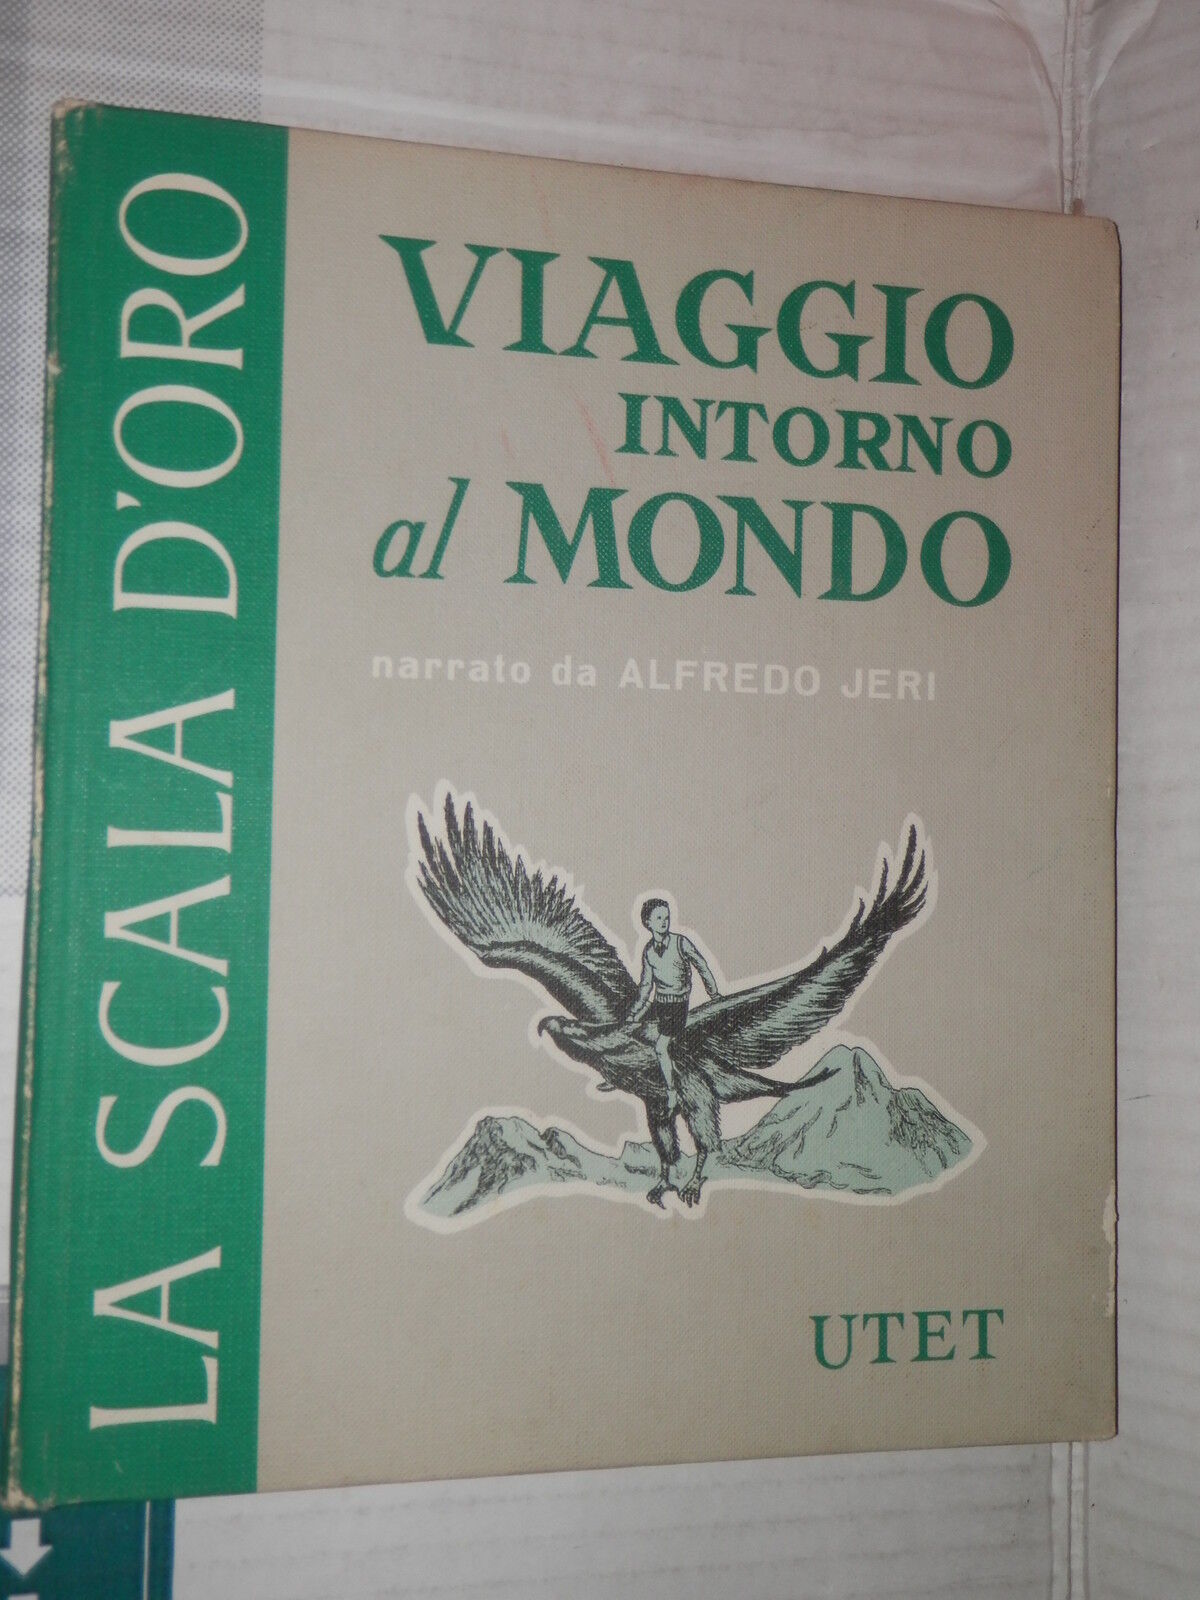 LA SCALA D'ORO
VIAGGIO
INTORNO
al MONDO
narrato da ALFREDO JERI
UTET